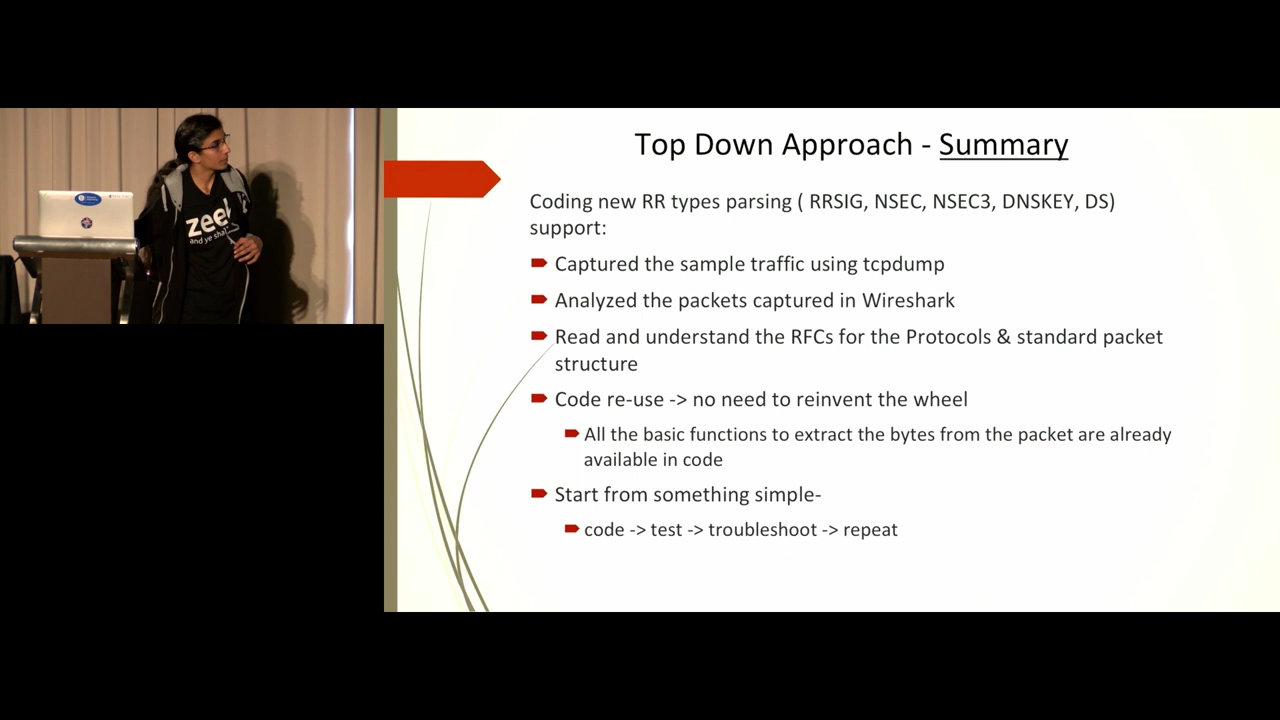 Top Down Approach - Summary
Coding new RR types parsing ( RRSIG, NSEC, NSEC3, DNSKEY, DS)
support:
Captured the sample traffic using tcpdump
Analyzed the packets captured in Wireshark
Read and understand the RFCs for the Protocols & standard packet
structure
Code re-use -> no need to reinvent the wheel
All the basic functions to extract the bytes from the packet are already
available in code
Start from something simple-
code -> test -> troubleshoot -> repeat
zeek
and ye shall